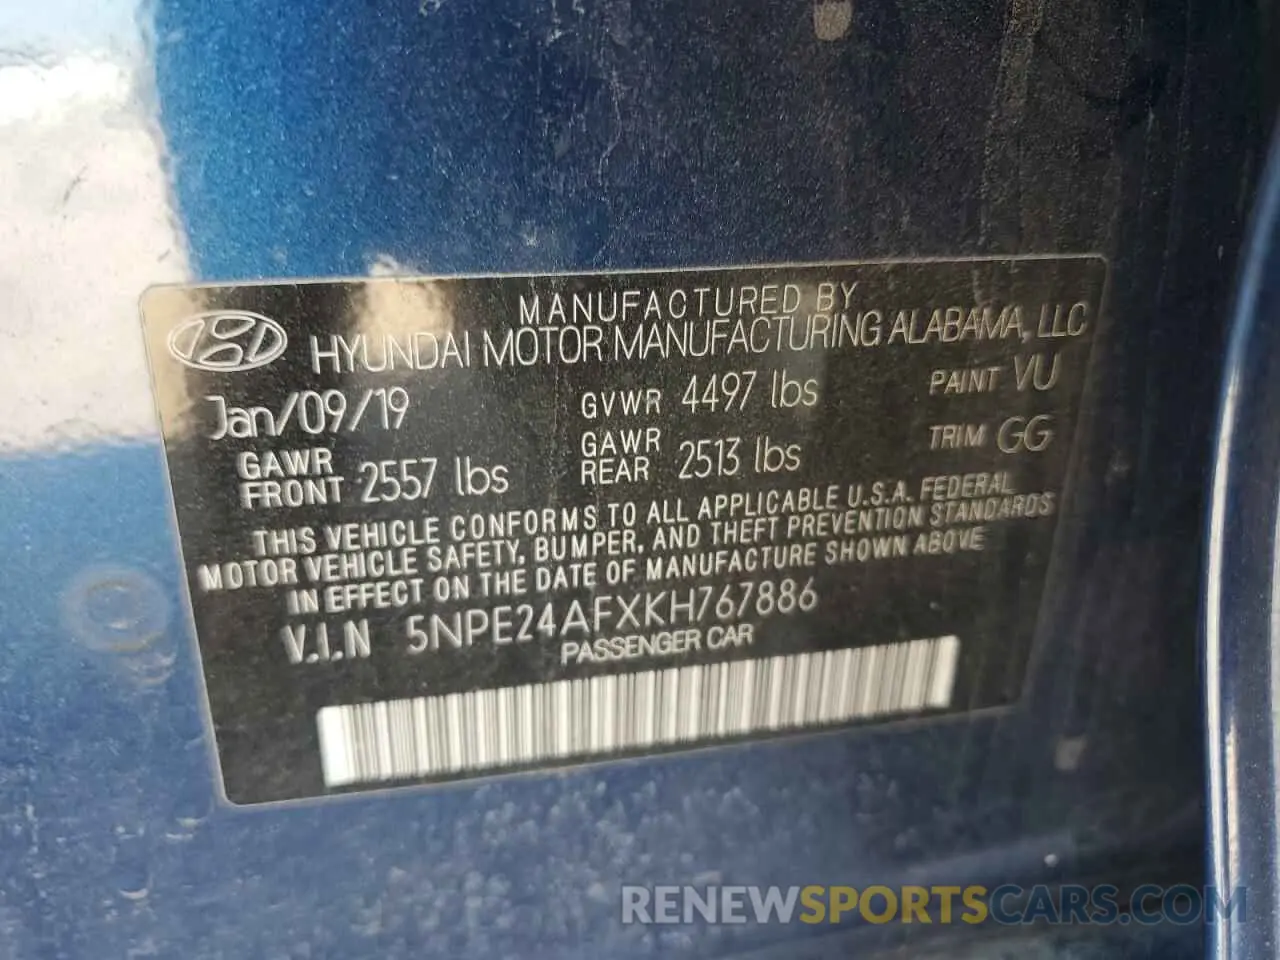 MANUFACTURED BY
HYUNDAI MOTOR MANUFACTURING ALABAMA, LLC
Jan/09/19 GVWR 4497 lbs PAINT VU
GAWR FRONT 2557 lbs GAWR REAR 2513 lbs TRIM GG
THIS VEHICLE CONFORMS TO ALL APPLICABLE U.S.A. FEDERAL
MOTOR VEHICLE SAFETY, BUMPER, AND THEFT PREVENTION STANDARDS
IN EFFECT ON THE DATE OF MANUFACTURE SHOWN ABOVE
V.I.N 5NPE24AFXKH767886
PASSENGER CAR
RENEWSPORTSCARS.COM